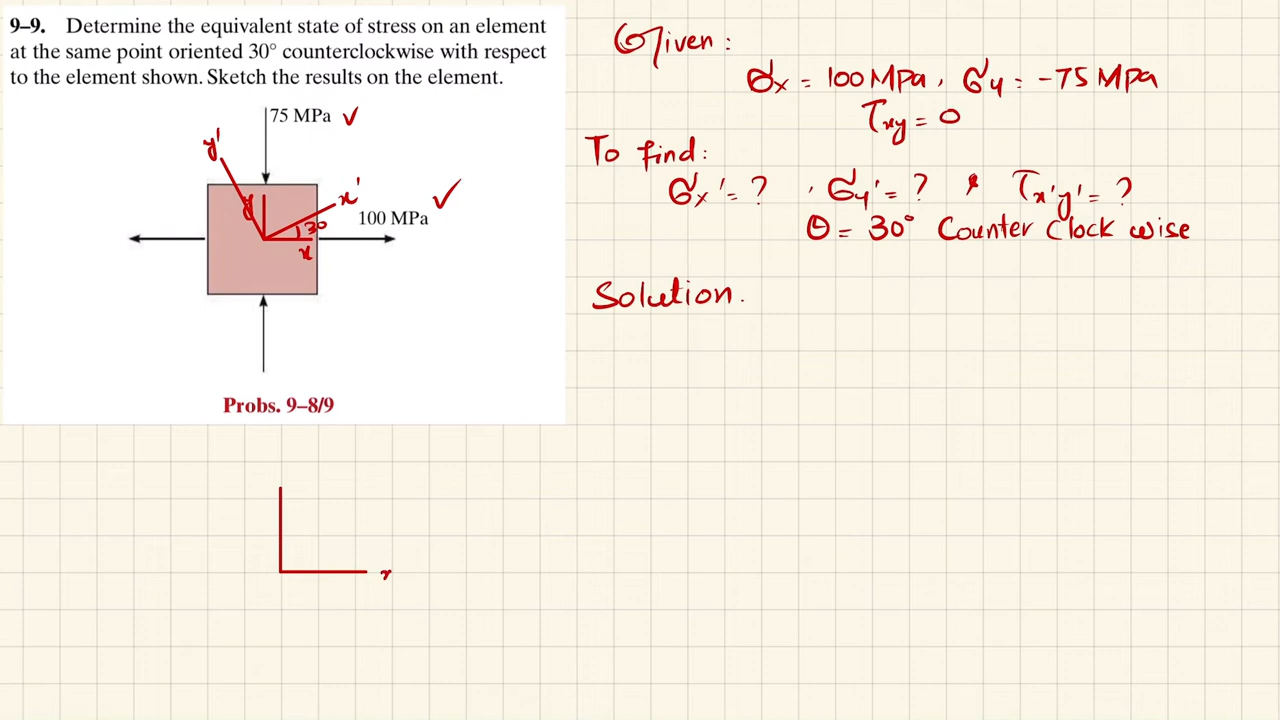 9–9. Determine the equivalent state of stress on an element
at the same point oriented 30° counterclockwise with respect
to the element shown. Sketch the results on the element.
75 MPa ✓
y'
x'
100 MPa ✓
y
30
x
Probs. 9–8/9
x
Given :
σx = 100 MPa, σy = -75 MPa
τxy = 0
To find:
σx' = ? , σy' = ? & τx'y' = ?
θ = 30° Counter Clock wise
Solution.